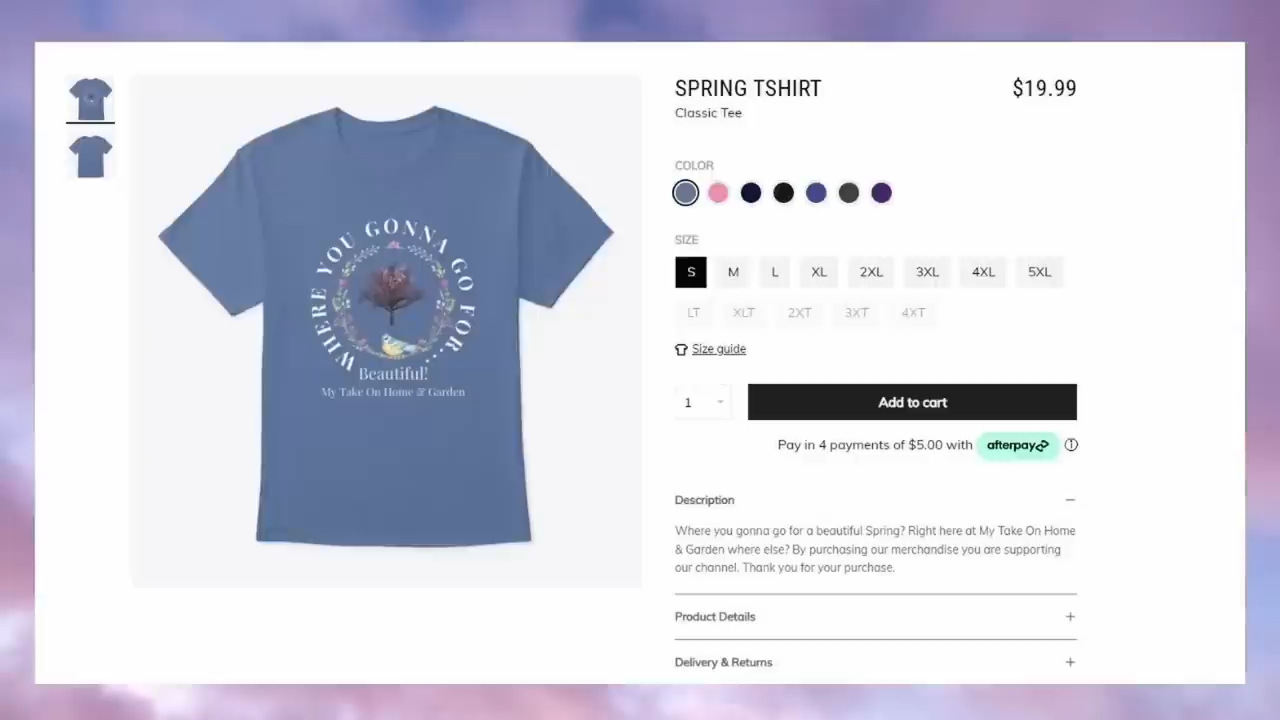 SPRING TSHIRT
$19.99
Classic Tee
COLOR
SIZE
S M L XL 2XL 3XL 4XL 5XL
LT XLT 2XT 3XT 4XT
Size guide
1
Add to cart
Pay in 4 payments of $5.00 with afterpay
Description
Where you gonna go for a beautiful Spring? Right here at My Take On Home
& Garden where else? By purchasing our merchandise you are supporting
our channel. Thank you for your purchase.
Product Details
Delivery & Returns
WHERE YOU GONNA GO FOR....
Beautiful!
My Take On Home & Garden